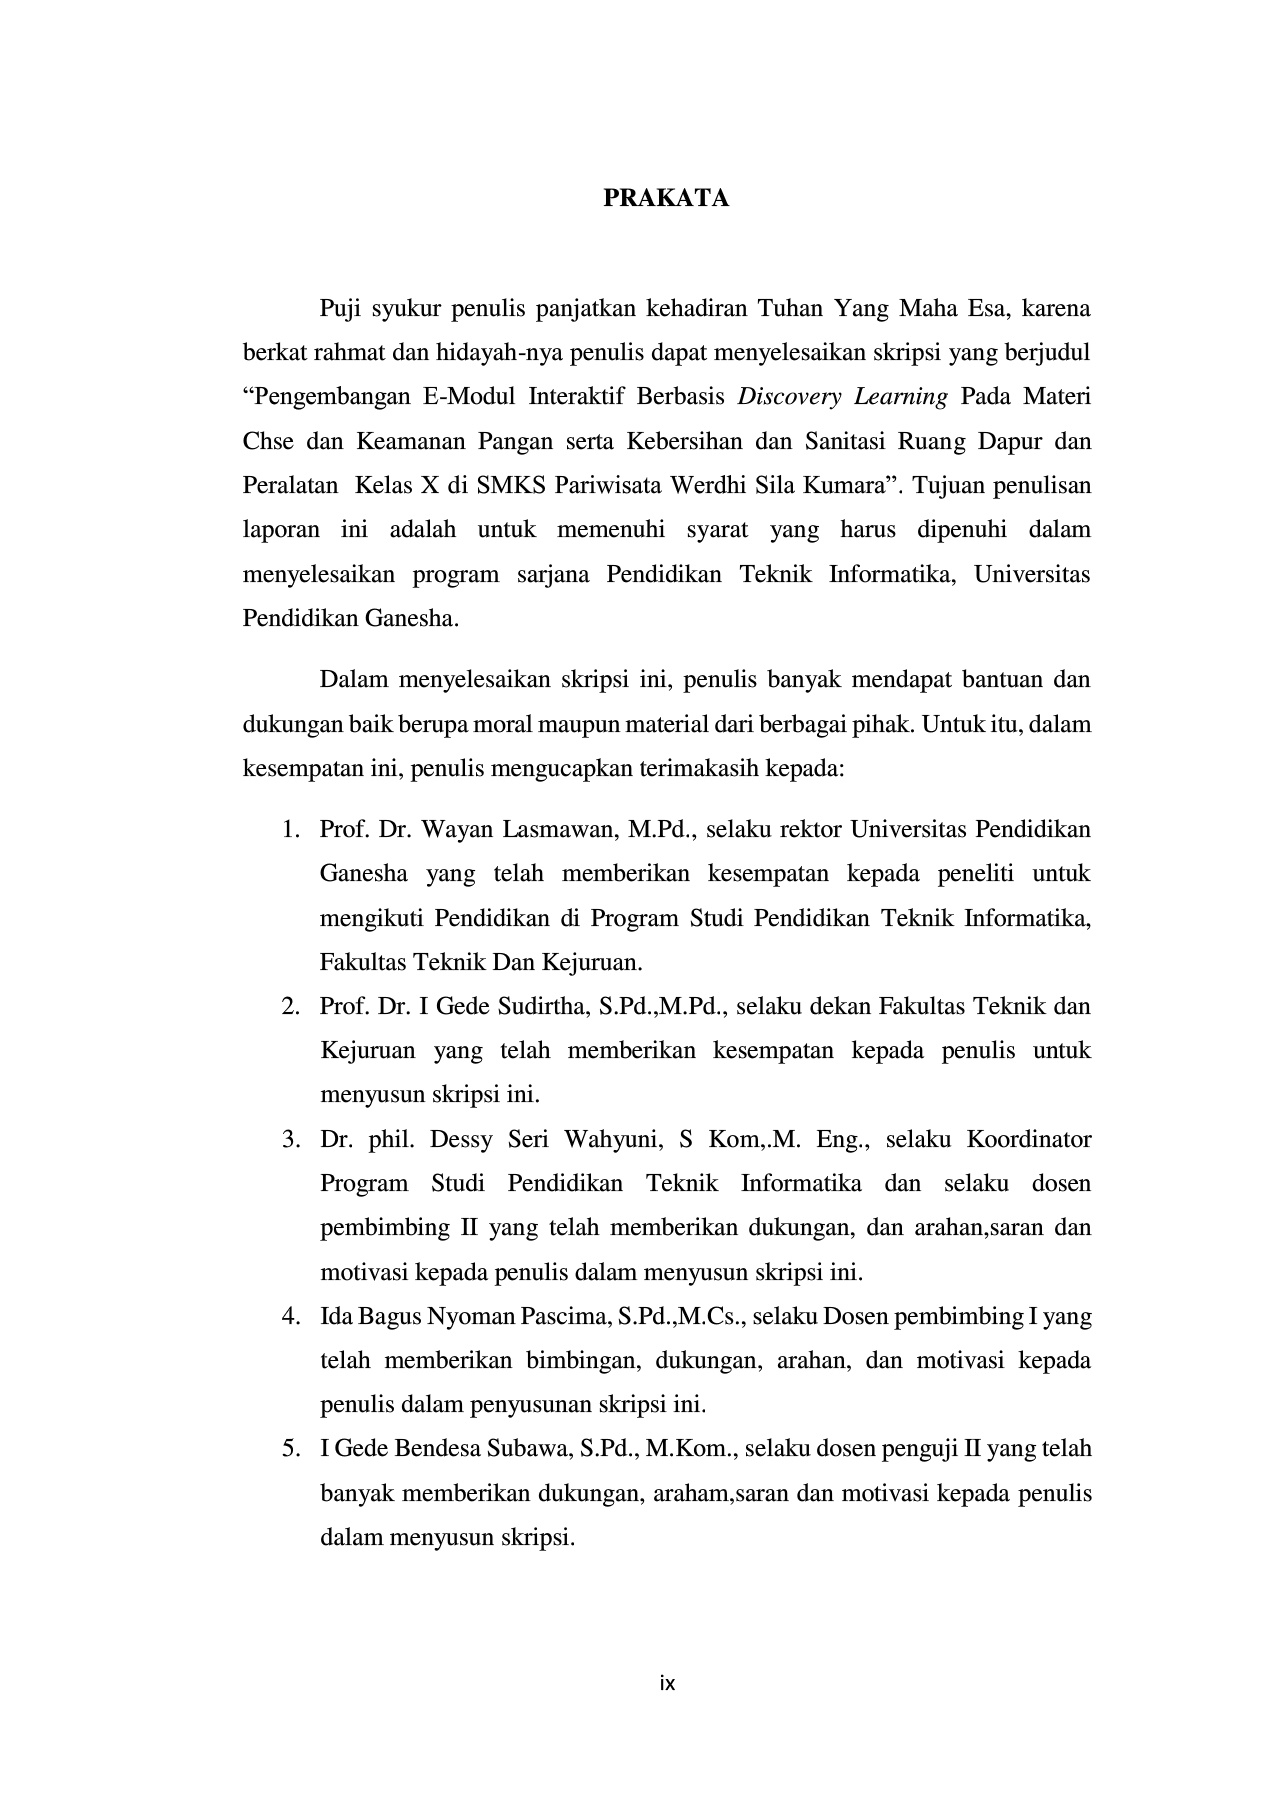 PRAKATA
Puji syukur penulis panjatkan kehadiran Tuhan Yang Maha Esa, karena
berkat rahmat dan hidayah-nya penulis dapat menyelesaikan skripsi yang berjudul
“Pengembangan E-Modul Interaktif Berbasis Discovery Learning Pada Materi
Chse dan Keamanan Pangan serta Kebersihan dan Sanitasi Ruang Dapur dan
Peralatan  Kelas X di SMKS Pariwisata Werdhi Sila Kumara”. Tujuan penulisan
laporan ini adalah untuk memenuhi syarat yang harus dipenuhi dalam
menyelesaikan program sarjana Pendidikan Teknik Informatika, Universitas
Pendidikan Ganesha.
Dalam menyelesaikan skripsi ini, penulis banyak mendapat bantuan dan
dukungan baik berupa moral maupun material dari berbagai pihak. Untuk itu, dalam
kesempatan ini, penulis mengucapkan terimakasih kepada:
1. Prof. Dr. Wayan Lasmawan, M.Pd., selaku rektor Universitas Pendidikan
Ganesha yang telah memberikan kesempatan kepada peneliti untuk
mengikuti Pendidikan di Program Studi Pendidikan Teknik Informatika,
Fakultas Teknik Dan Kejuruan.
2. Prof. Dr. I Gede Sudirtha, S.Pd.,M.Pd., selaku dekan Fakultas Teknik dan
Kejuruan yang telah memberikan kesempatan kepada penulis untuk
menyusun skripsi ini.
3. Dr. phil. Dessy Seri Wahyuni, S Kom,.M. Eng., selaku Koordinator
Program Studi Pendidikan Teknik Informatika dan selaku dosen
pembimbing II yang telah memberikan dukungan, dan arahan,saran dan
motivasi kepada penulis dalam menyusun skripsi ini.
4. Ida Bagus Nyoman Pascima, S.Pd.,M.Cs., selaku Dosen pembimbing I yang
telah memberikan bimbingan, dukungan, arahan, dan motivasi kepada
penulis dalam penyusunan skripsi ini.
5. I Gede Bendesa Subawa, S.Pd., M.Kom., selaku dosen penguji II yang telah
banyak memberikan dukungan, araham,saran dan motivasi kepada penulis
dalam menyusun skripsi.
ix